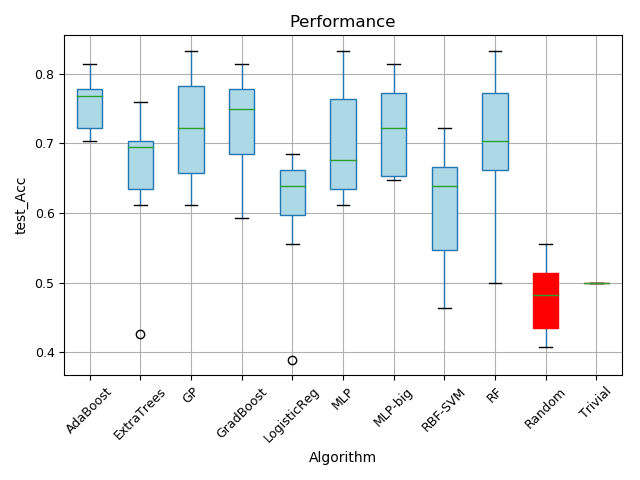 Performance
test_Acc
0.8
0.7
0.6
0.5
0.4
AdaBoost
ExtraTrees
GP
GradBoost
LogisticReg
MLP
MLP-big
RBF-SVM
RF
Random
Trivial
Algorithm